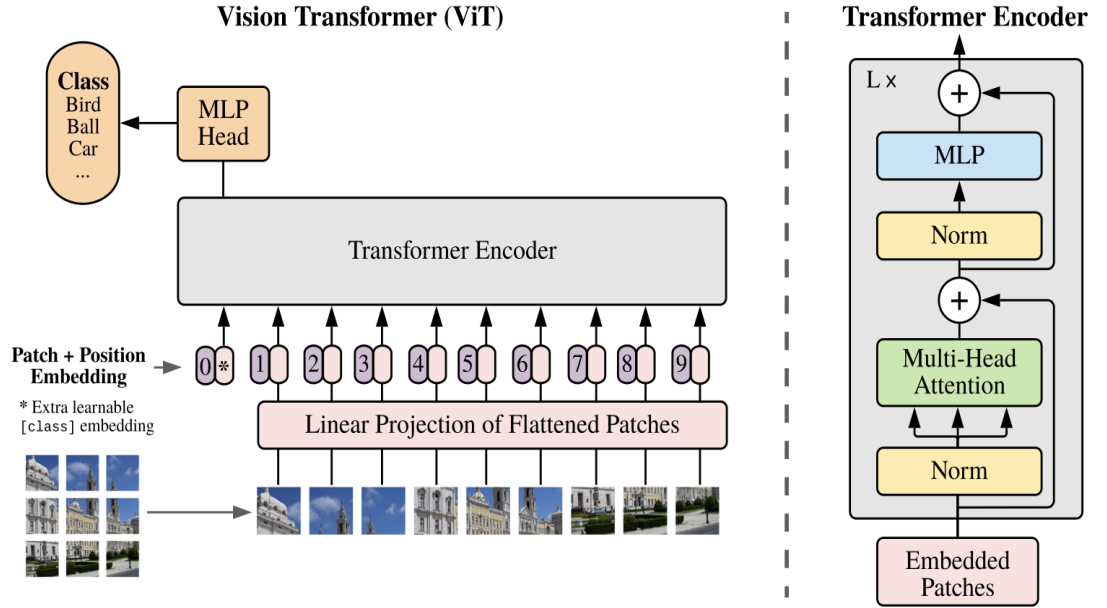 Vision Transformer (ViT)
Class
Bird
Ball
Car
...
MLP
Head
Transformer Encoder
0 * 1 2 3 4 5 6 7 8 9
Patch + Position
Embedding
* Extra learnable
[class] embedding
Linear Projection of Flattened Patches
Transformer Encoder
L x
+
MLP
Norm
+
Multi-Head
Attention
Norm
Embedded
Patches